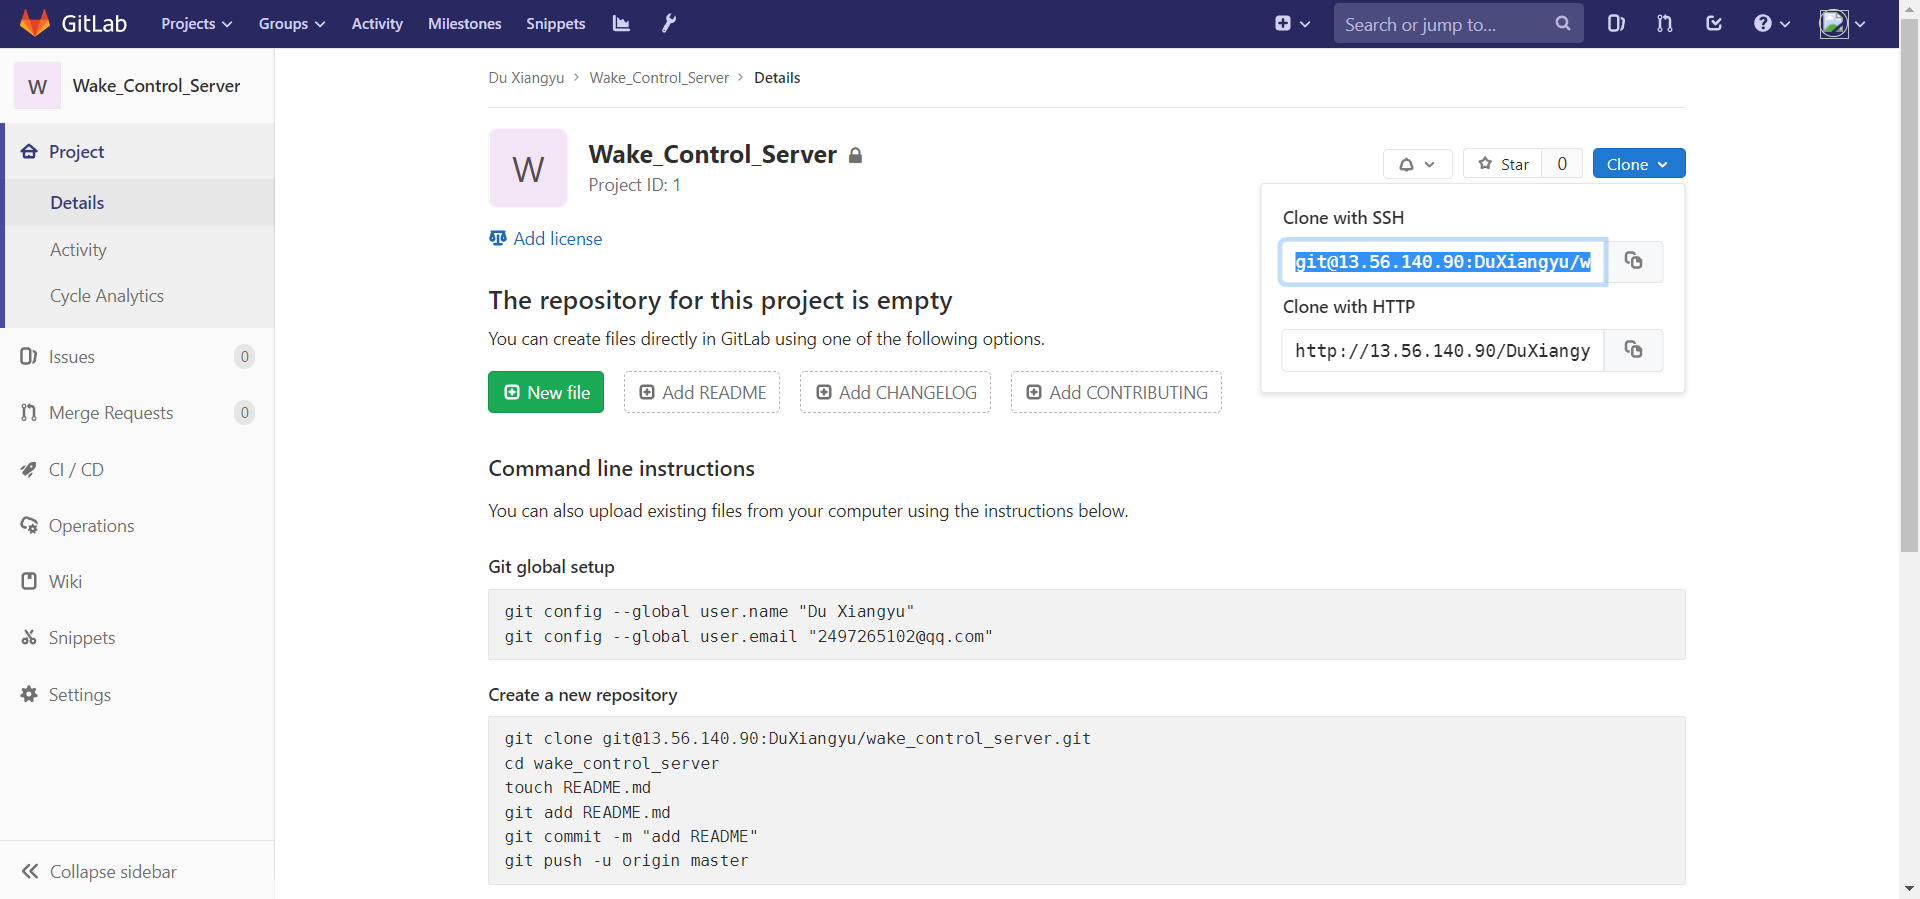 GitLab
Projects
Groups
Activity
Milestones
Snippets
Search or jump to...
W
Wake_Control_Server
Project
Details
Activity
Cycle Analytics
Issues
0
Merge Requests
0
CI / CD
Operations
Wiki
Snippets
Settings
Collapse sidebar
Du Xiangyu > Wake_Control_Server > Details
W
Wake_Control_Server
Project ID: 1
Star
0
Clone
Add license
Clone with SSH
git@13.56.140.90:DuXiangyu/w
Clone with HTTP
http://13.56.140.90/DuXiangy
The repository for this project is empty
You can create files directly in GitLab using one of the following options.
New file
Add README
Add CHANGELOG
Add CONTRIBUTING
Command line instructions
You can also upload existing files from your computer using the instructions below.
Git global setup
git config --global user.name "Du Xiangyu"
git config --global user.email "2497265102@qq.com"
Create a new repository
git clone git@13.56.140.90:DuXiangyu/wake_control_server.git
cd wake_control_server
touch README.md
git add README.md
git commit -m "add README"
git push -u origin master